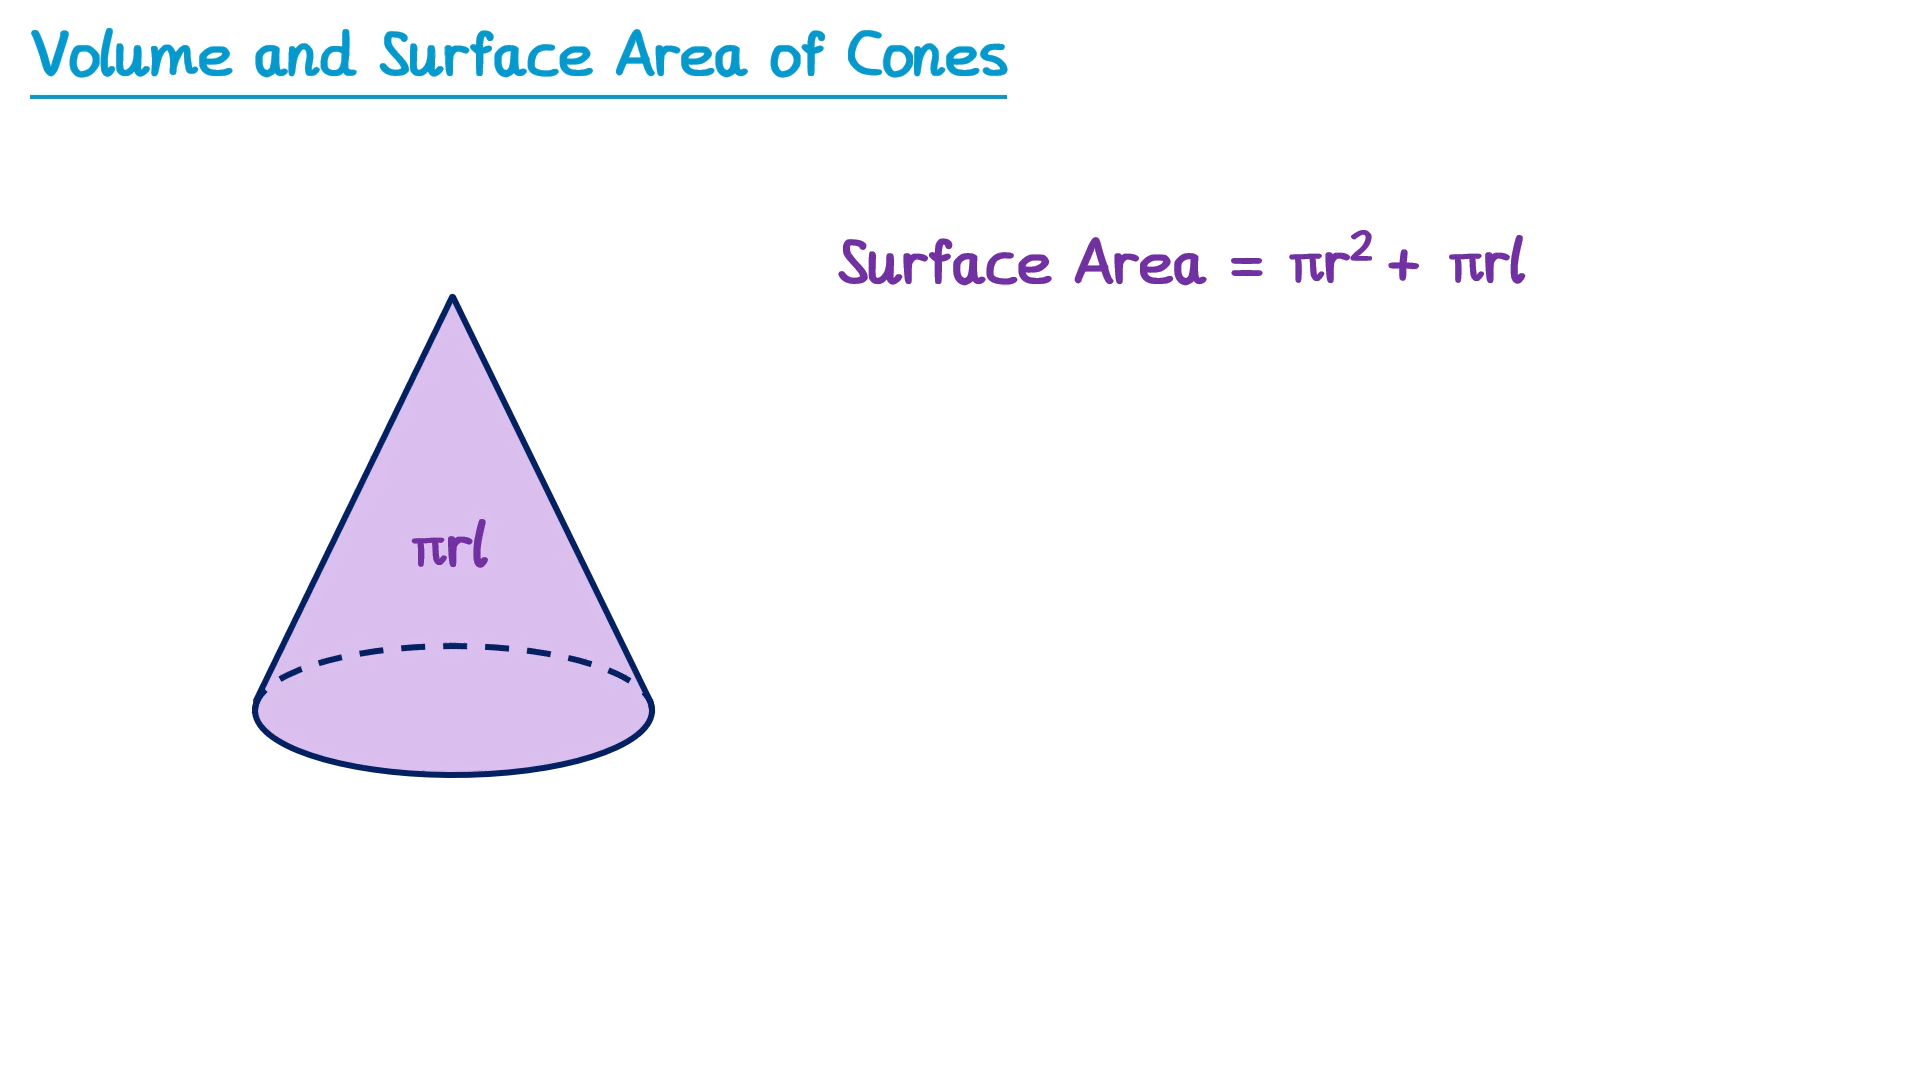 Volume and Surface Area of Cones
Surface Area = πr² + πrl
πrl